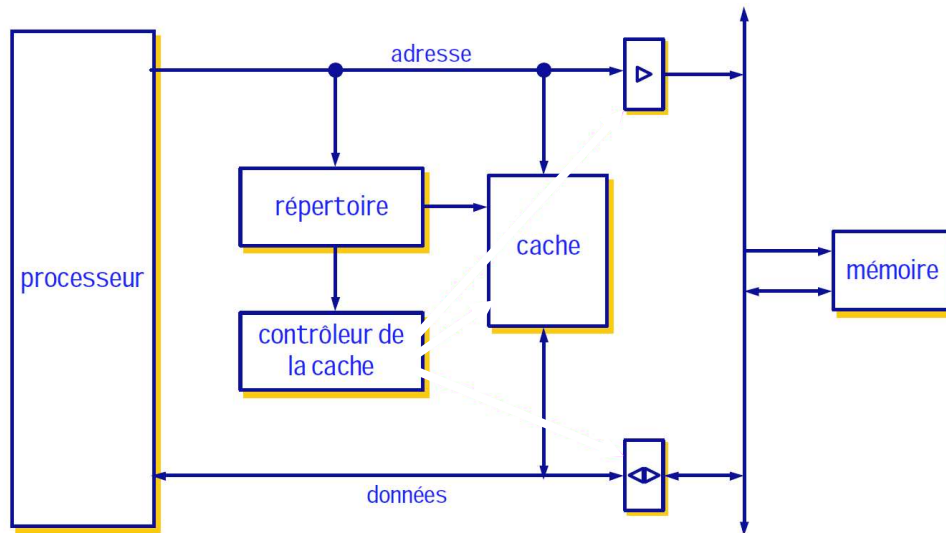 adresse
répertoire
cache
processeur
mémoire
contrôleur de
la cache
données